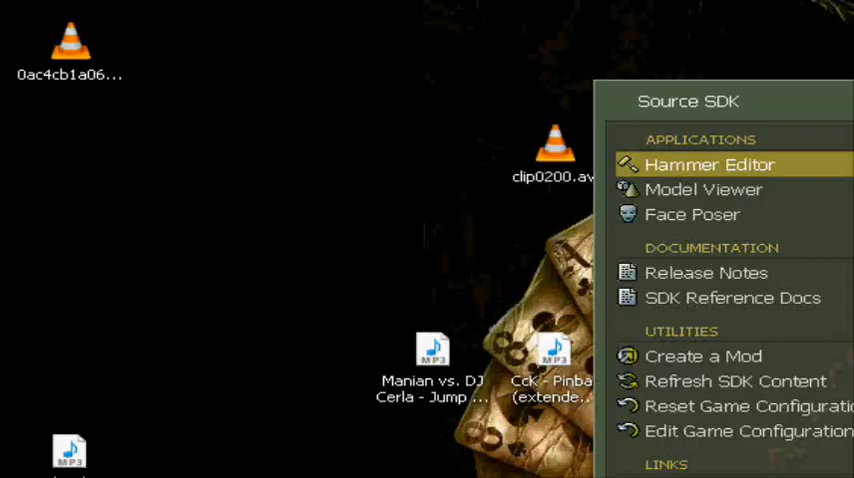 0ac4cb1a06...
clip0200.av
Source SDK
APPLICATIONS
Hammer Editor
Model Viewer
Face Poser
DOCUMENTATION
Release Notes
SDK Reference Docs
UTILITIES
Create a Mod
Refresh SDK Content
Reset Game Configuratio
Edit Game Configuration
LINKS
MP3
Manian vs. DJ
Cerla - Jump ...
MP3
CcK - Pinba
(extende..
MP3